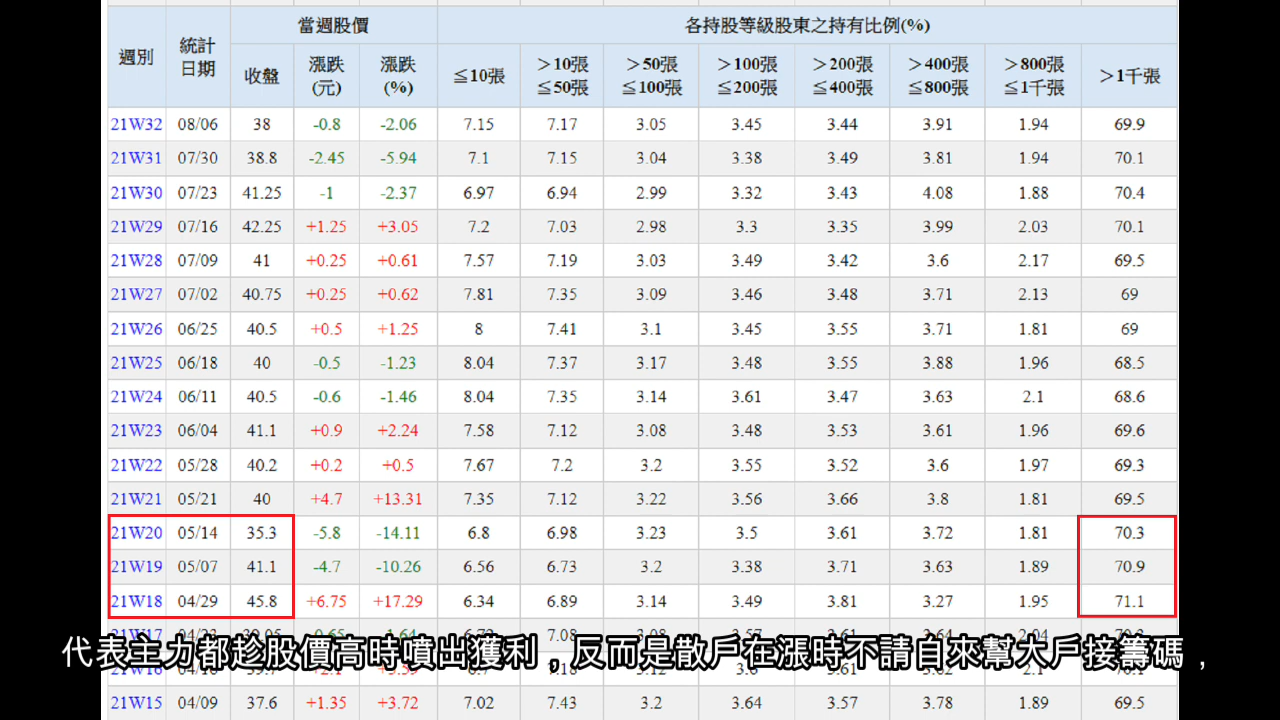 週別 統計日期 當週股價 各持股等級股東之持有比例(%)
收盤 漲跌(元) 漲跌(%) ≦10張 >10張≦50張 >50張≦100張 >100張≦200張 >200張≦400張 >400張≦800張 >800張≦1千張 >1千張
21W32 08/06 38 -0.8 -2.06 7.15 7.17 3.05 3.45 3.44 3.91 1.94 69.9
21W31 07/30 38.8 -2.45 -5.94 7.1 7.15 3.04 3.38 3.49 3.81 1.94 70.1
21W30 07/23 41.25 -1 -2.37 6.97 6.94 2.99 3.32 3.43 4.08 1.88 70.4
21W29 07/16 42.25 +1.25 +3.05 7.2 7.03 2.98 3.3 3.35 3.99 2.03 70.1
21W28 07/09 41 +0.25 +0.61 7.57 7.19 3.03 3.49 3.42 3.6 2.17 69.5
21W27 07/02 40.75 +0.25 +0.62 7.81 7.35 3.09 3.46 3.48 3.71 2.13 69
21W26 06/25 40.5 +0.5 +1.25 8 7.41 3.1 3.45 3.55 3.71 1.81 69
21W25 06/18 40 -0.5 -1.23 8.04 7.37 3.17 3.48 3.55 3.88 1.96 68.5
21W24 06/11 40.5 -0.6 -1.46 8.04 7.35 3.14 3.61 3.47 3.63 2.1 68.6
21W23 06/04 41.1 +0.9 +2.24 7.58 7.12 3.08 3.48 3.53 3.61 1.96 69.6
21W22 05/28 40.2 +0.2 +0.5 7.67 7.2 3.2 3.55 3.52 3.6 1.97 69.3
21W21 05/21 40 +4.7 +13.31 7.35 7.12 3.22 3.56 3.66 3.8 1.81 69.5
21W20 05/14 35.3 -5.8 -14.11 6.8 6.98 3.23 3.5 3.61 3.72 1.81 70.3
21W19 05/07 41.1 -4.7 -10.26 6.56 6.73 3.2 3.38 3.71 3.63 1.89 70.9
21W18 04/29 45.8 +6.75 +17.29 6.34 6.89 3.14 3.49 3.81 3.27 1.95 71.1
21W17
代表主力都趁股價高時噴出獲利，反而是散戶在漲時不請自來幫大戶接籌碼，
21W16
21W15 04/09 37.6 +1.35 +3.72 7.02 7.43 3.2 3.64 3.57 3.78 1.89 69.5